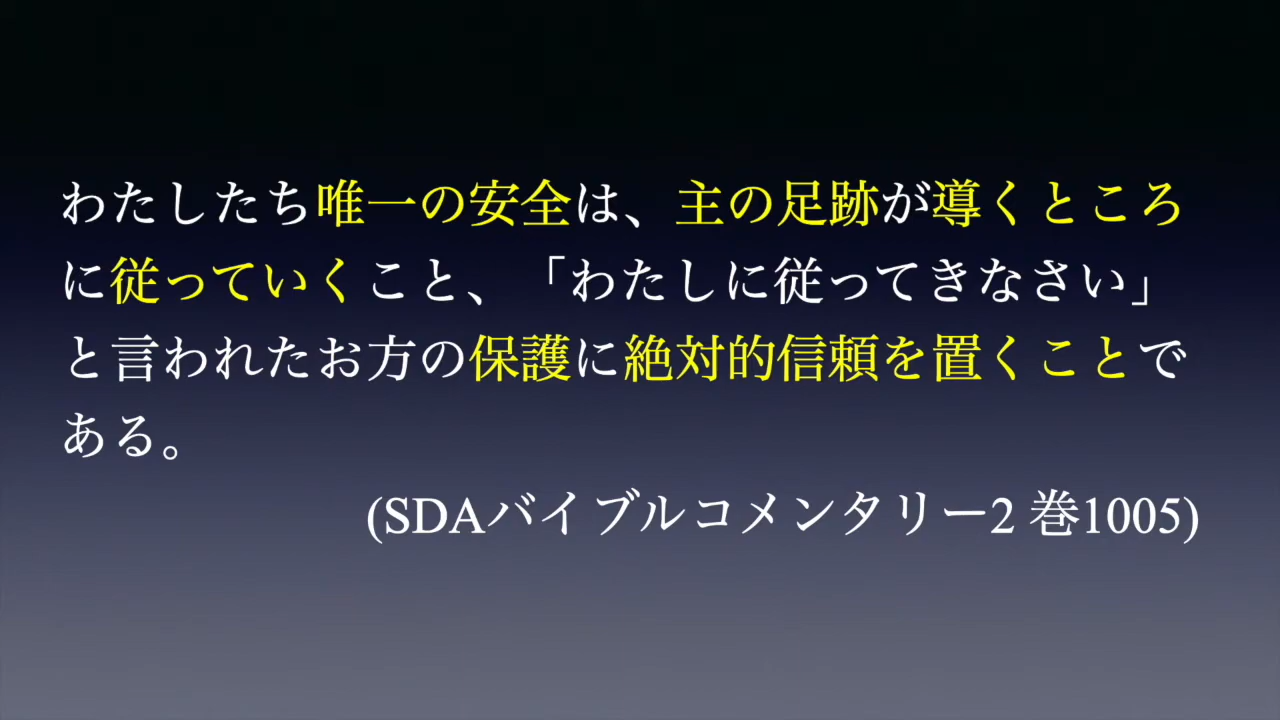 わたしたち唯一の安全は、主の足跡が導くところ
に従っていくこと、「わたしに従ってきなさい」
と言われたお方の保護に絶対的信頼を置くことで
ある。
(SDAバイブルコメンタリー2 巻1005)